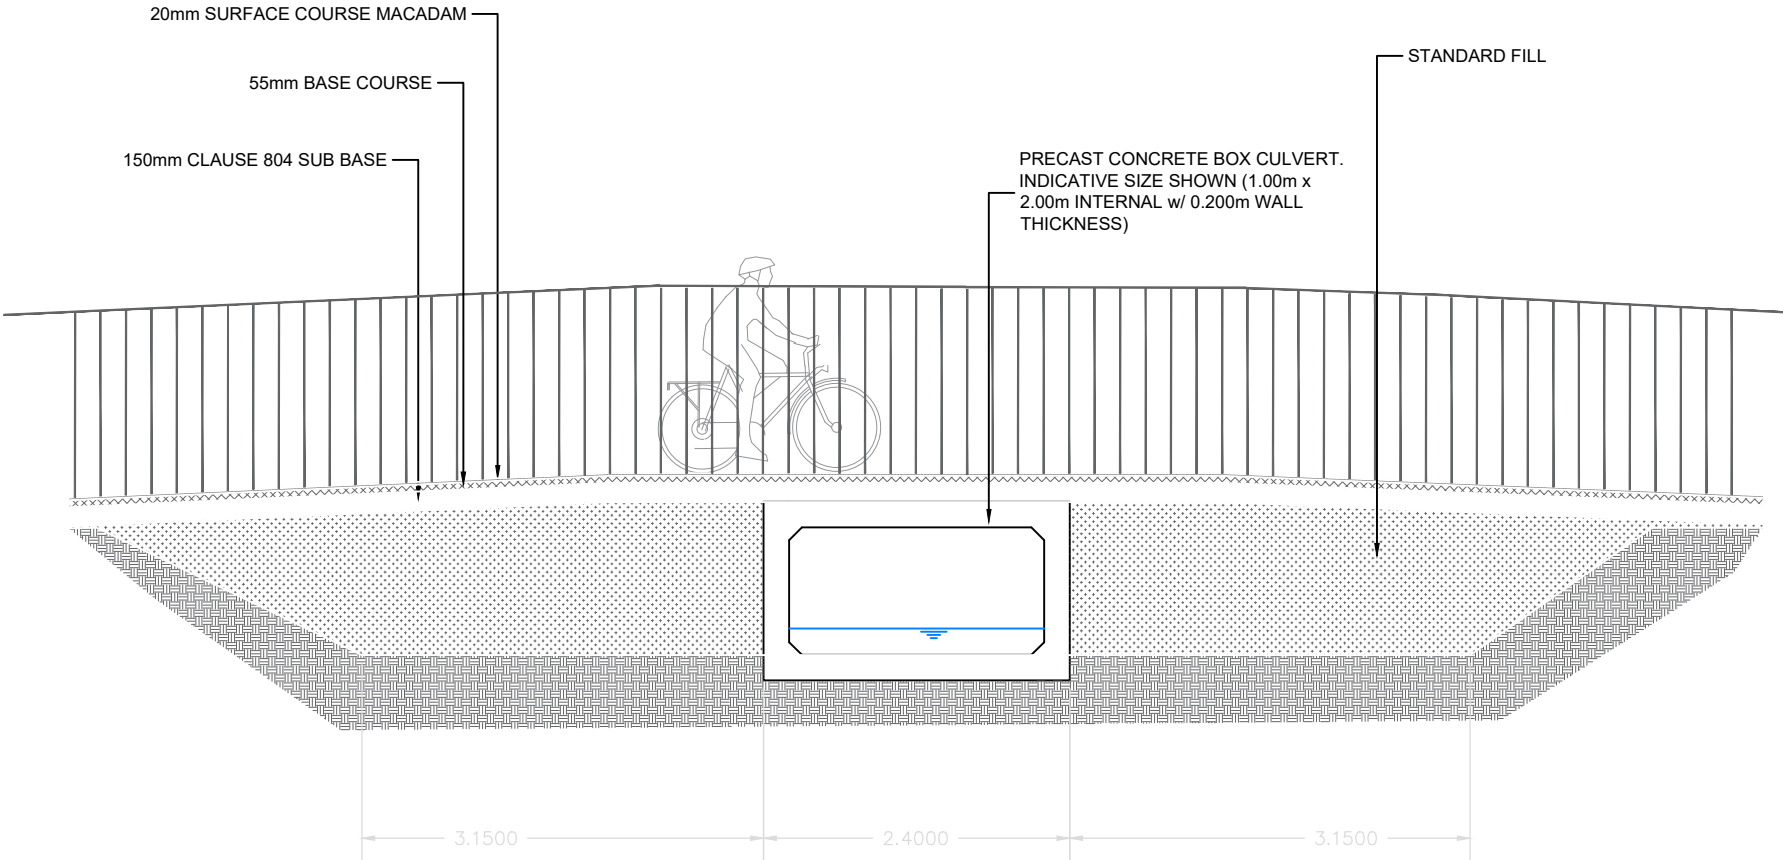 20mm SURFACE COURSE MACADAM
STANDARD FILL
55mm BASE COURSE
150mm CLAUSE 804 SUB BASE
PRECAST CONCRETE BOX CULVERT.
INDICATIVE SIZE SHOWN (1.00m x
2.00m INTERNAL w/ 0.200m WALL
THICKNESS)
3.1500
2.4000
3.1500